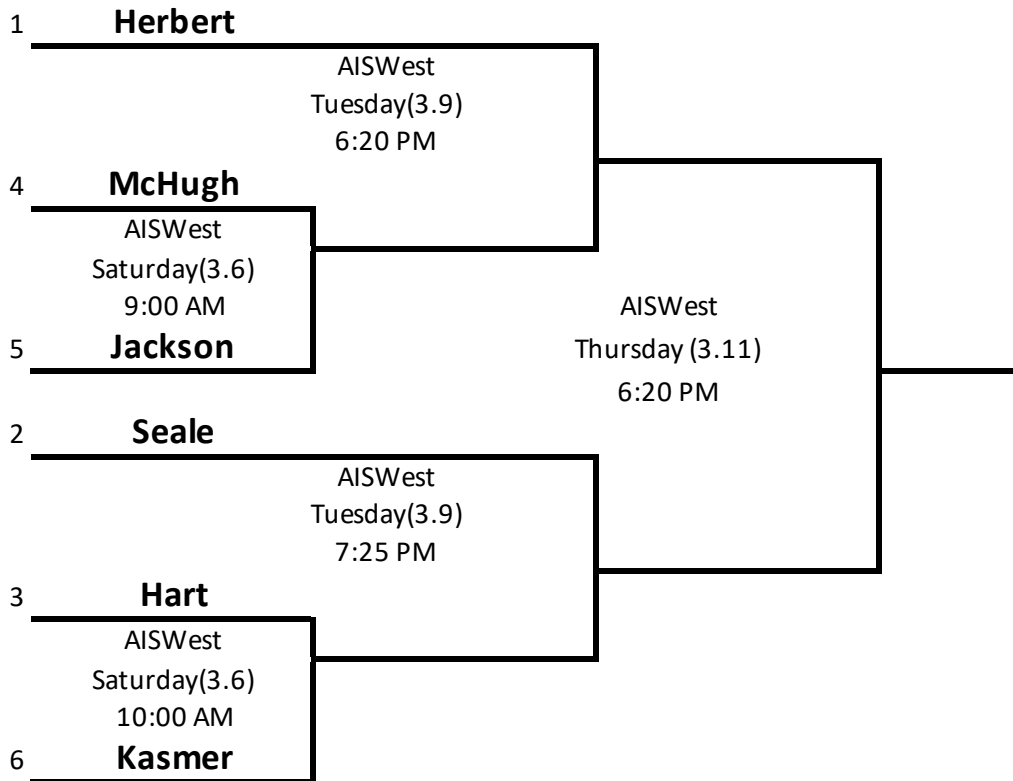 1 Herbert
AISWest
Tuesday(3.9)
6:20 PM
4 McHugh
AISWest
Saturday(3.6)
9:00 AM
5 Jackson
AISWest
Thursday (3.11)
6:20 PM
2 Seale
AISWest
Tuesday(3.9)
7:25 PM
3 Hart
AISWest
Saturday(3.6)
10:00 AM
6 Kasmer